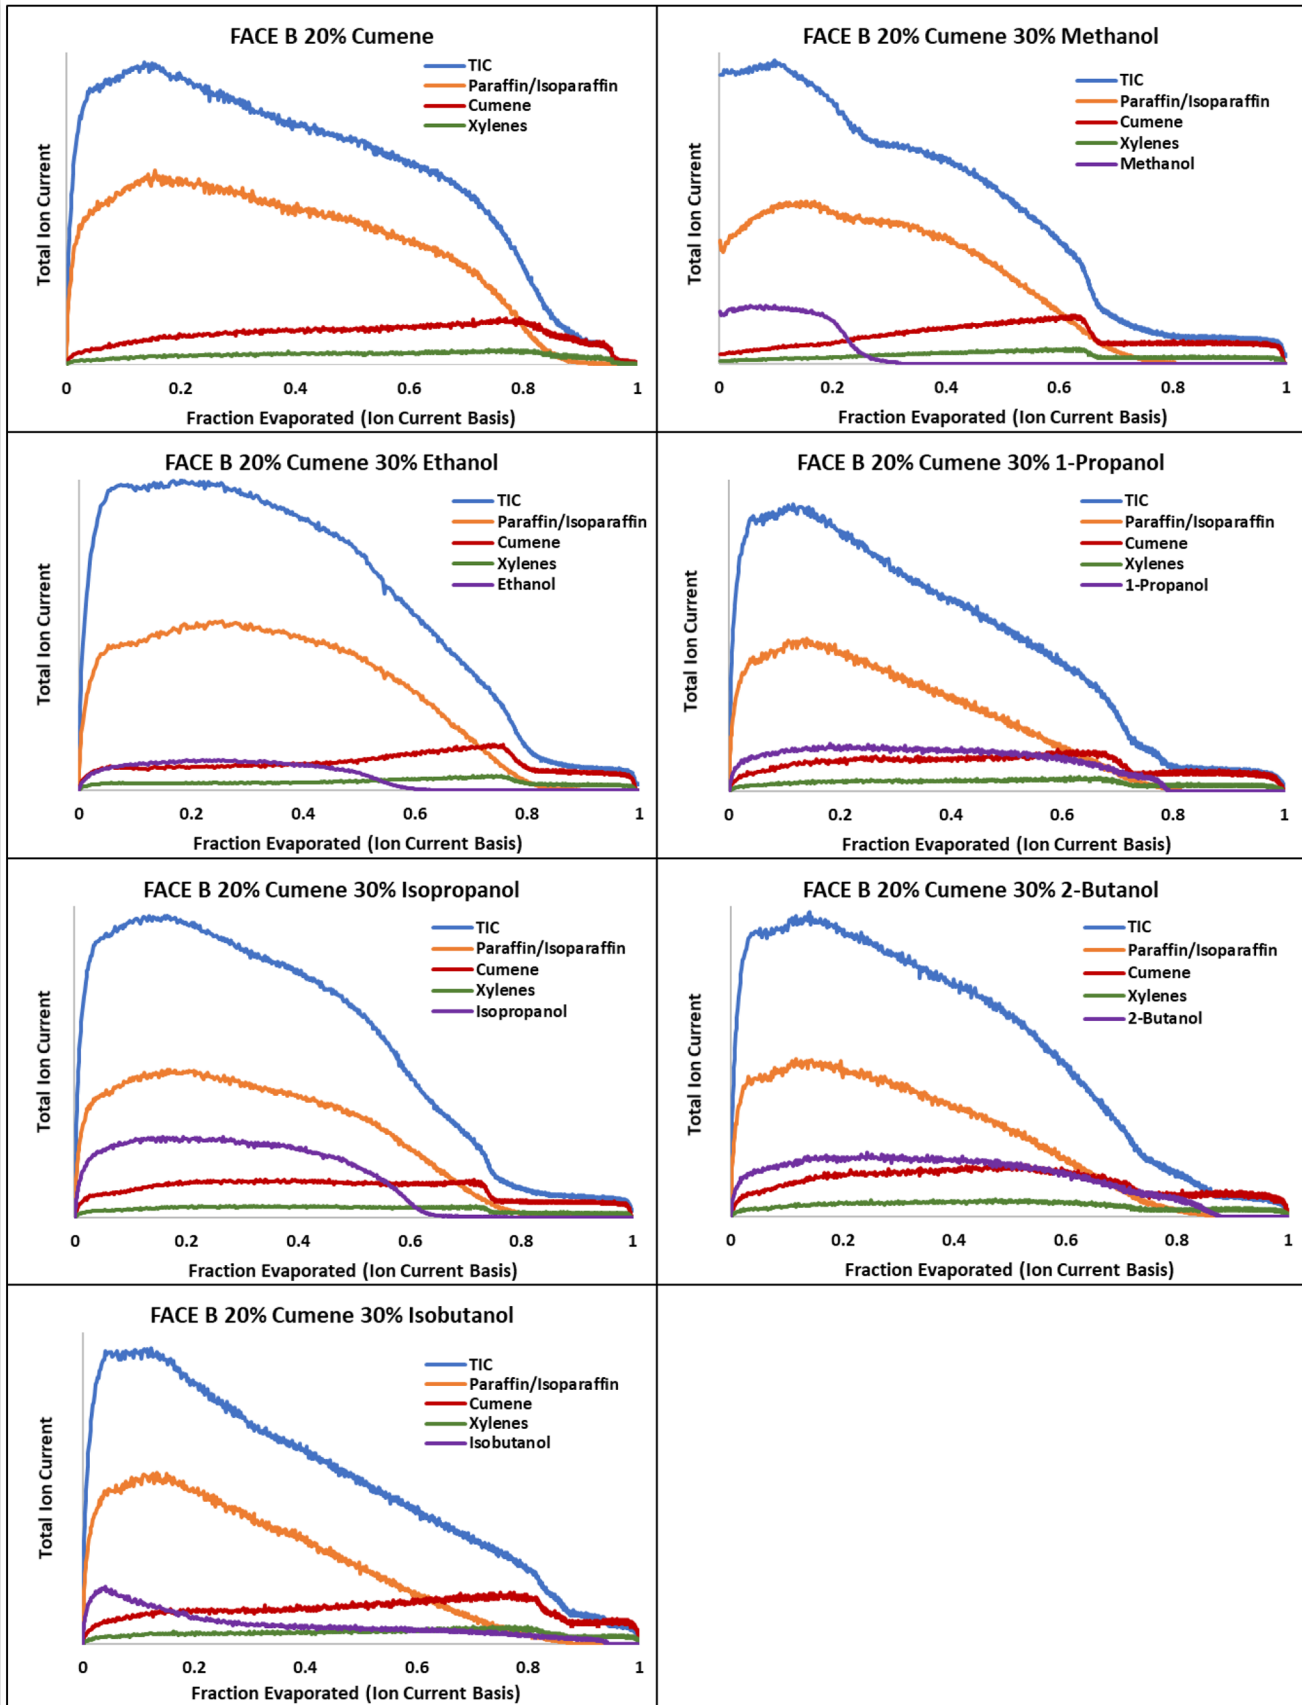 FACE B 20% Cumene
TIC
Paraffin/Isoparaffin
Cumene
Xylenes
Total Ion Current
0 0.2 0.4 0.6 0.8 1
Fraction Evaporated (Ion Current Basis)
FACE B 20% Cumene 30% Methanol
TIC
Paraffin/Isoparaffin
Cumene
Xylenes
Methanol
Total Ion Current
0 0.2 0.4 0.6 0.8 1
Fraction Evaporated (Ion Current Basis)
FACE B 20% Cumene 30% Ethanol
TIC
Paraffin/Isoparaffin
Cumene
Xylenes
Ethanol
Total Ion Current
0 0.2 0.4 0.6 0.8 1
Fraction Evaporated (Ion Current Basis)
FACE B 20% Cumene 30% 1-Propanol
TIC
Paraffin/Isoparaffin
Cumene
Xylenes
1-Propanol
Total Ion Current
0 0.2 0.4 0.6 0.8 1
Fraction Evaporated (Ion Current Basis)
FACE B 20% Cumene 30% Isopropanol
TIC
Paraffin/Isoparaffin
Cumene
Xylenes
Isopropanol
Total Ion Current
0 0.2 0.4 0.6 0.8 1
Fraction Evaporated (Ion Current Basis)
FACE B 20% Cumene 30% 2-Butanol
TIC
Paraffin/Isoparaffin
Cumene
Xylenes
2-Butanol
Total Ion Current
0 0.2 0.4 0.6 0.8 1
Fraction Evaporated (Ion Current Basis)
FACE B 20% Cumene 30% Isobutanol
TIC
Paraffin/Isoparaffin
Cumene
Xylenes
Isobutanol
Total Ion Current
0 0.2 0.4 0.6 0.8 1
Fraction Evaporated (Ion Current Basis)